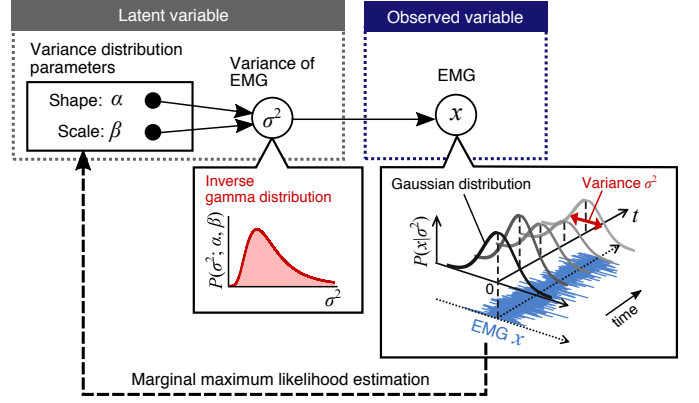 Latent variable
Observed variable
Variance distribution
parameters
Shape: α
Scale: β
Variance of
EMG
σ²
EMG
x
Inverse
gamma distribution
P(σ²; α, β)
σ²
Gaussian distribution
Variance σ²
P(x|σ²)
t
0
EMG x
time
Marginal maximum likelihood estimation